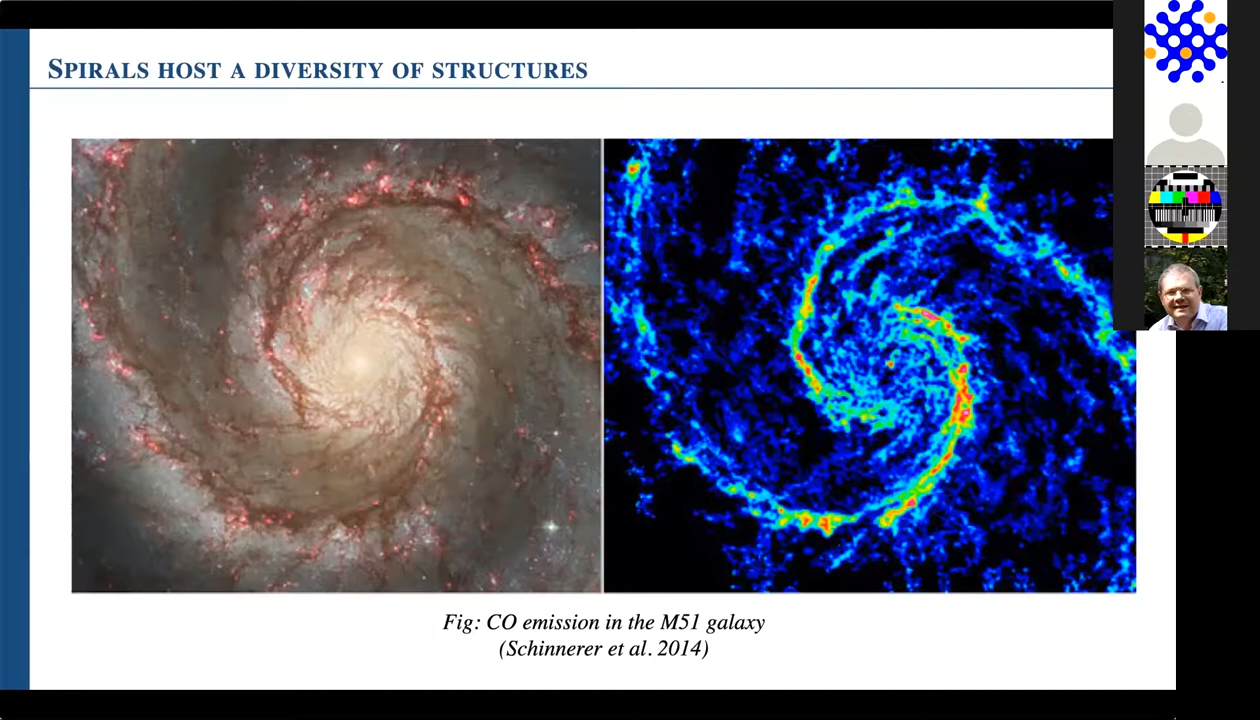 SPIRALS HOST A DIVERSITY OF STRUCTURES
Fig: CO emission in the M51 galaxy
(Schinnerer et al. 2014)